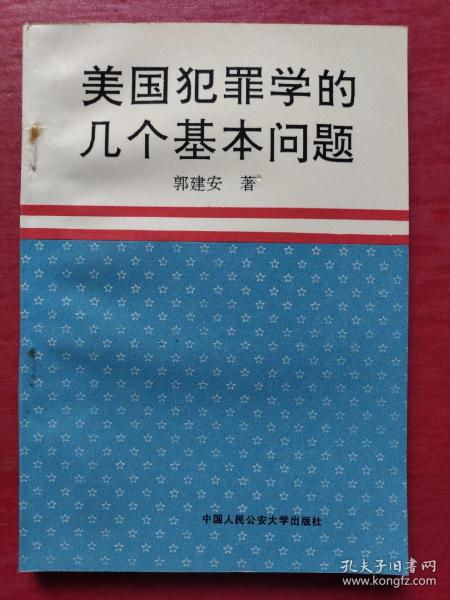 美国犯罪学的
几个基本问题
郭建安 著
中国人民公安大学出版社
孔夫子旧书网
www.kongfz.com